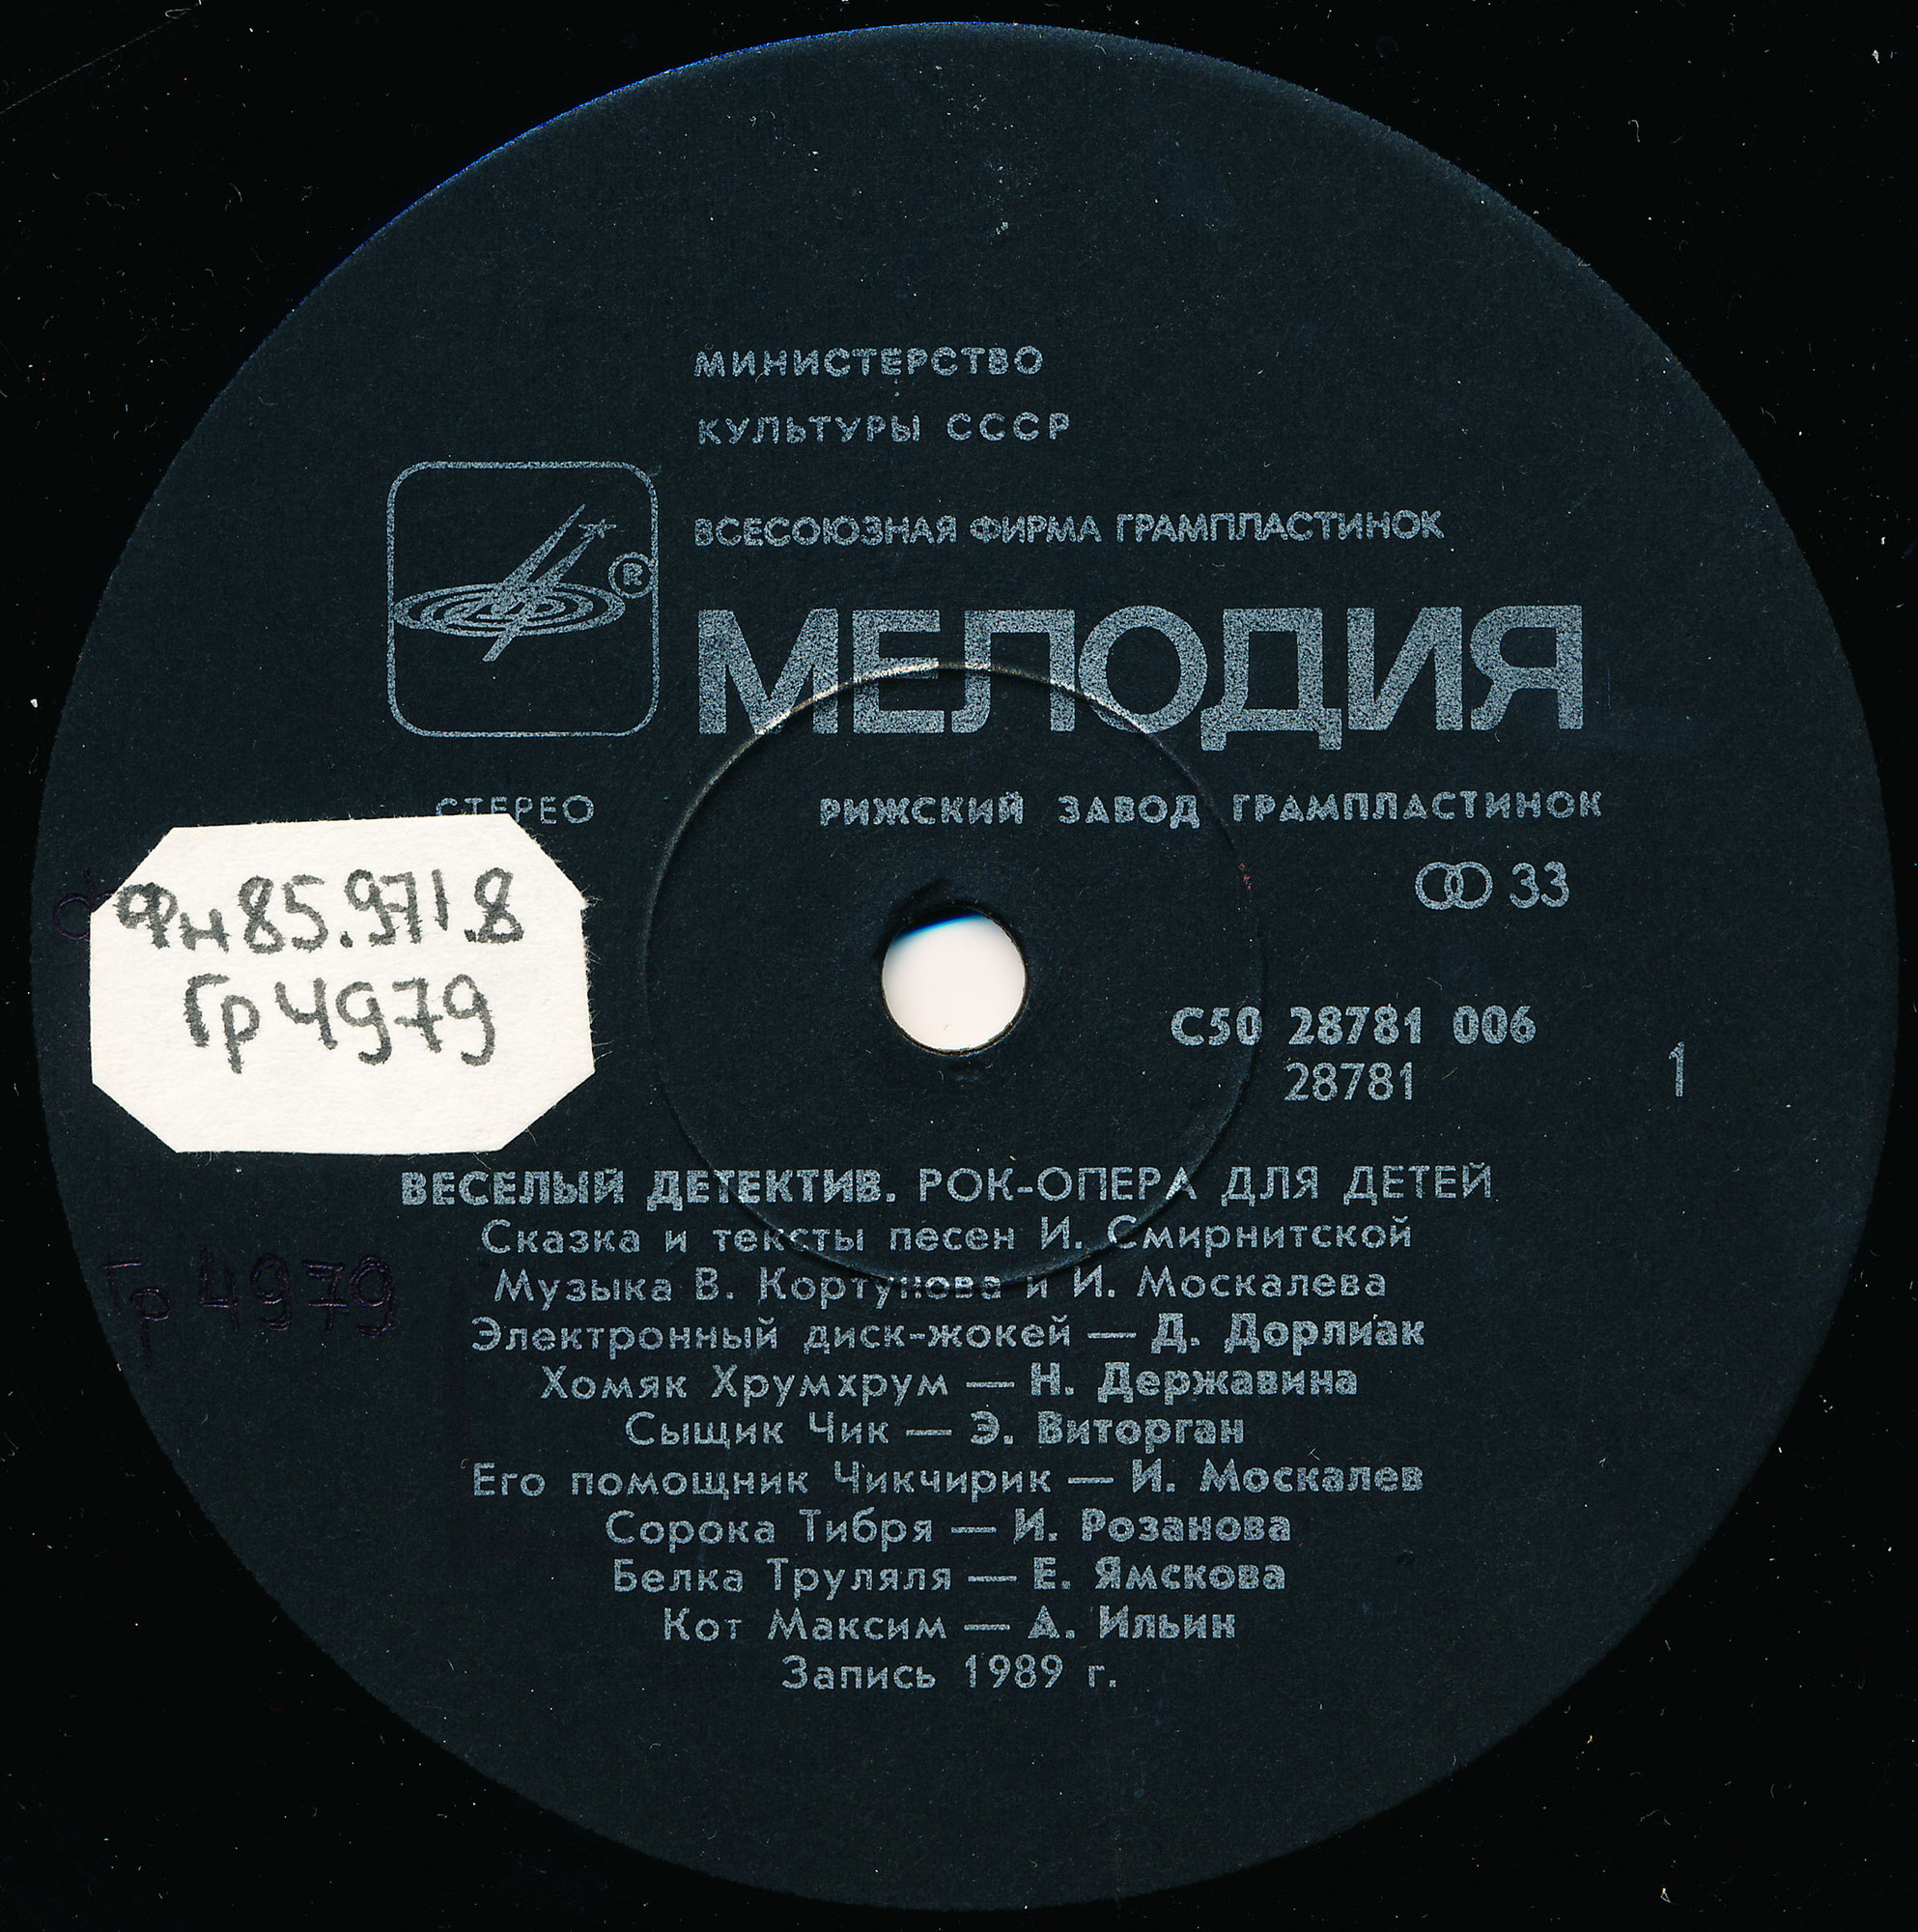 МИНИСТЕРСТВО
КУЛЬТУРЫ СССР
ВСЕСОЮЗНАЯ ФИРМА ГРАМПЛАСТИНОК
®
МЕЛОДИЯ
СТЕРЕО РИЖСКИЙ ЗАВОД ГРАМПЛАСТИНОК
33
Фн85.971.8
Гр4979
С50 28781 006
28781
1
ВЕСЕЛЫЙ ДЕТЕКТИВ. РОК-ОПЕРА ДЛЯ ДЕТЕЙ
Сказка и тексты песен И. Смирнитской
Музыка В. Кортунова и И. Москалева
Гр 4979
Электронный диск-жокей — Д. Дорлиак
Хомяк Хрумхрум — Н. Державина
Сыщик Чик — Э. Виторган
Его помощник Чикчирик — И. Москалев
Сорока Тибря — И. Розанова
Белка Труляля — Е. Ямскова
Кот Максим — А. Ильин
Запись 1989 г.